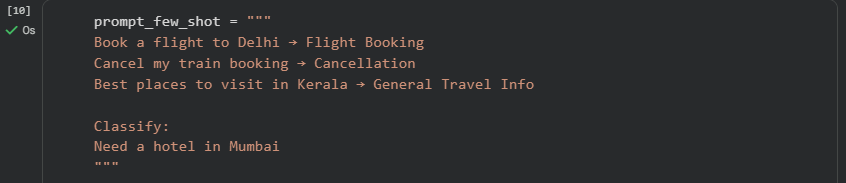 [10]
prompt_few_shot = """
✓ 0s
Book a flight to Delhi → Flight Booking
Cancel my train booking → Cancellation
Best places to visit in Kerala → General Travel Info
Classify:
Need a hotel in Mumbai
"""